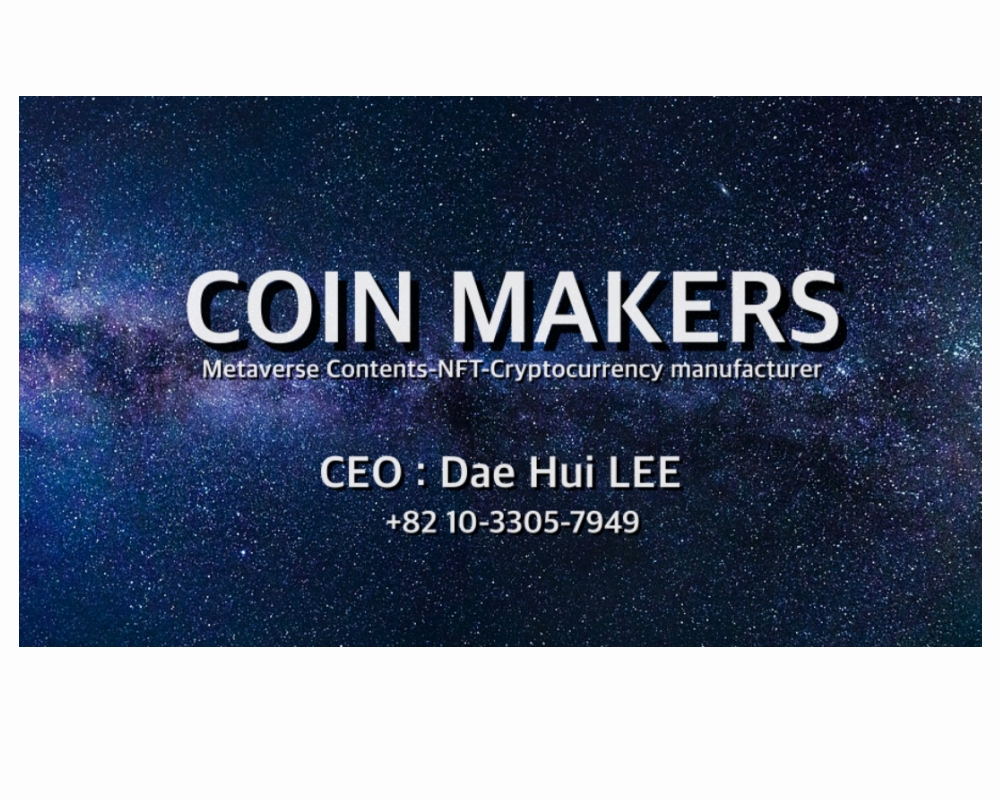 COIN MAKERS
Metaverse Contents-NFT-Cryptocurrency manufacturer
CEO : Dae Hui LEE
+82 10-3305-7949